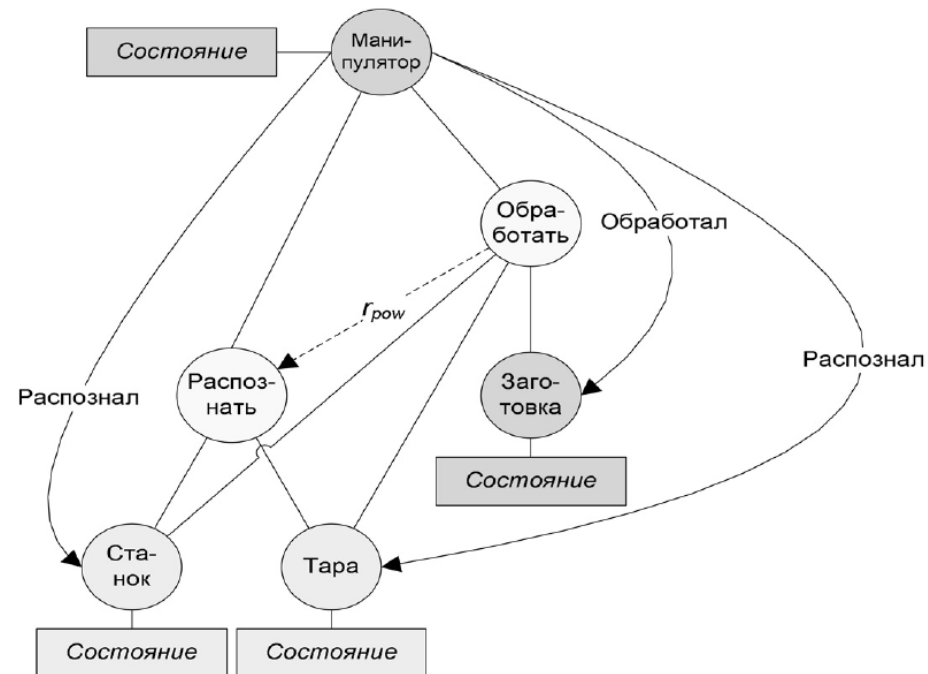 Состояние
Мани-
пулятор
Обра-
ботать
Обработал
r_pow
Распознал
Распоз-
нать
Распознал
Заго-
товка
Состояние
Ста-
нок
Тара
Состояние
Состояние